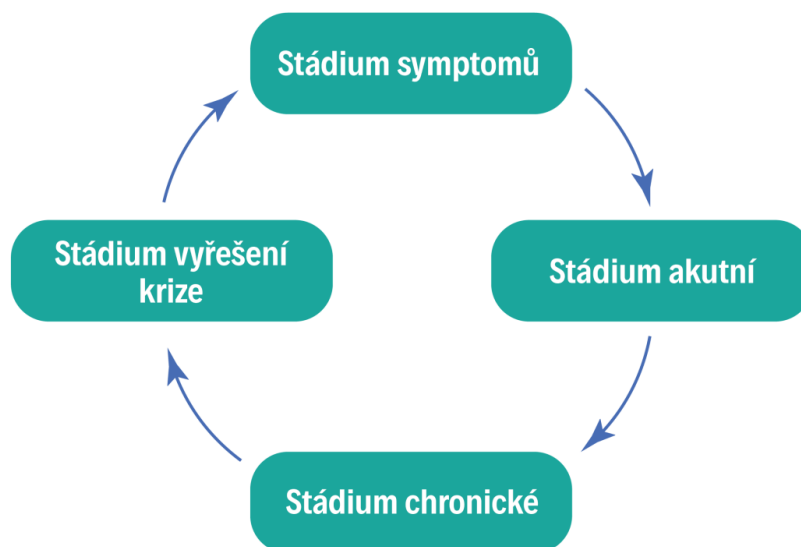 Stádium symptomů
Stádium vyřešení
krize
Stádium akutní
Stádium chronické